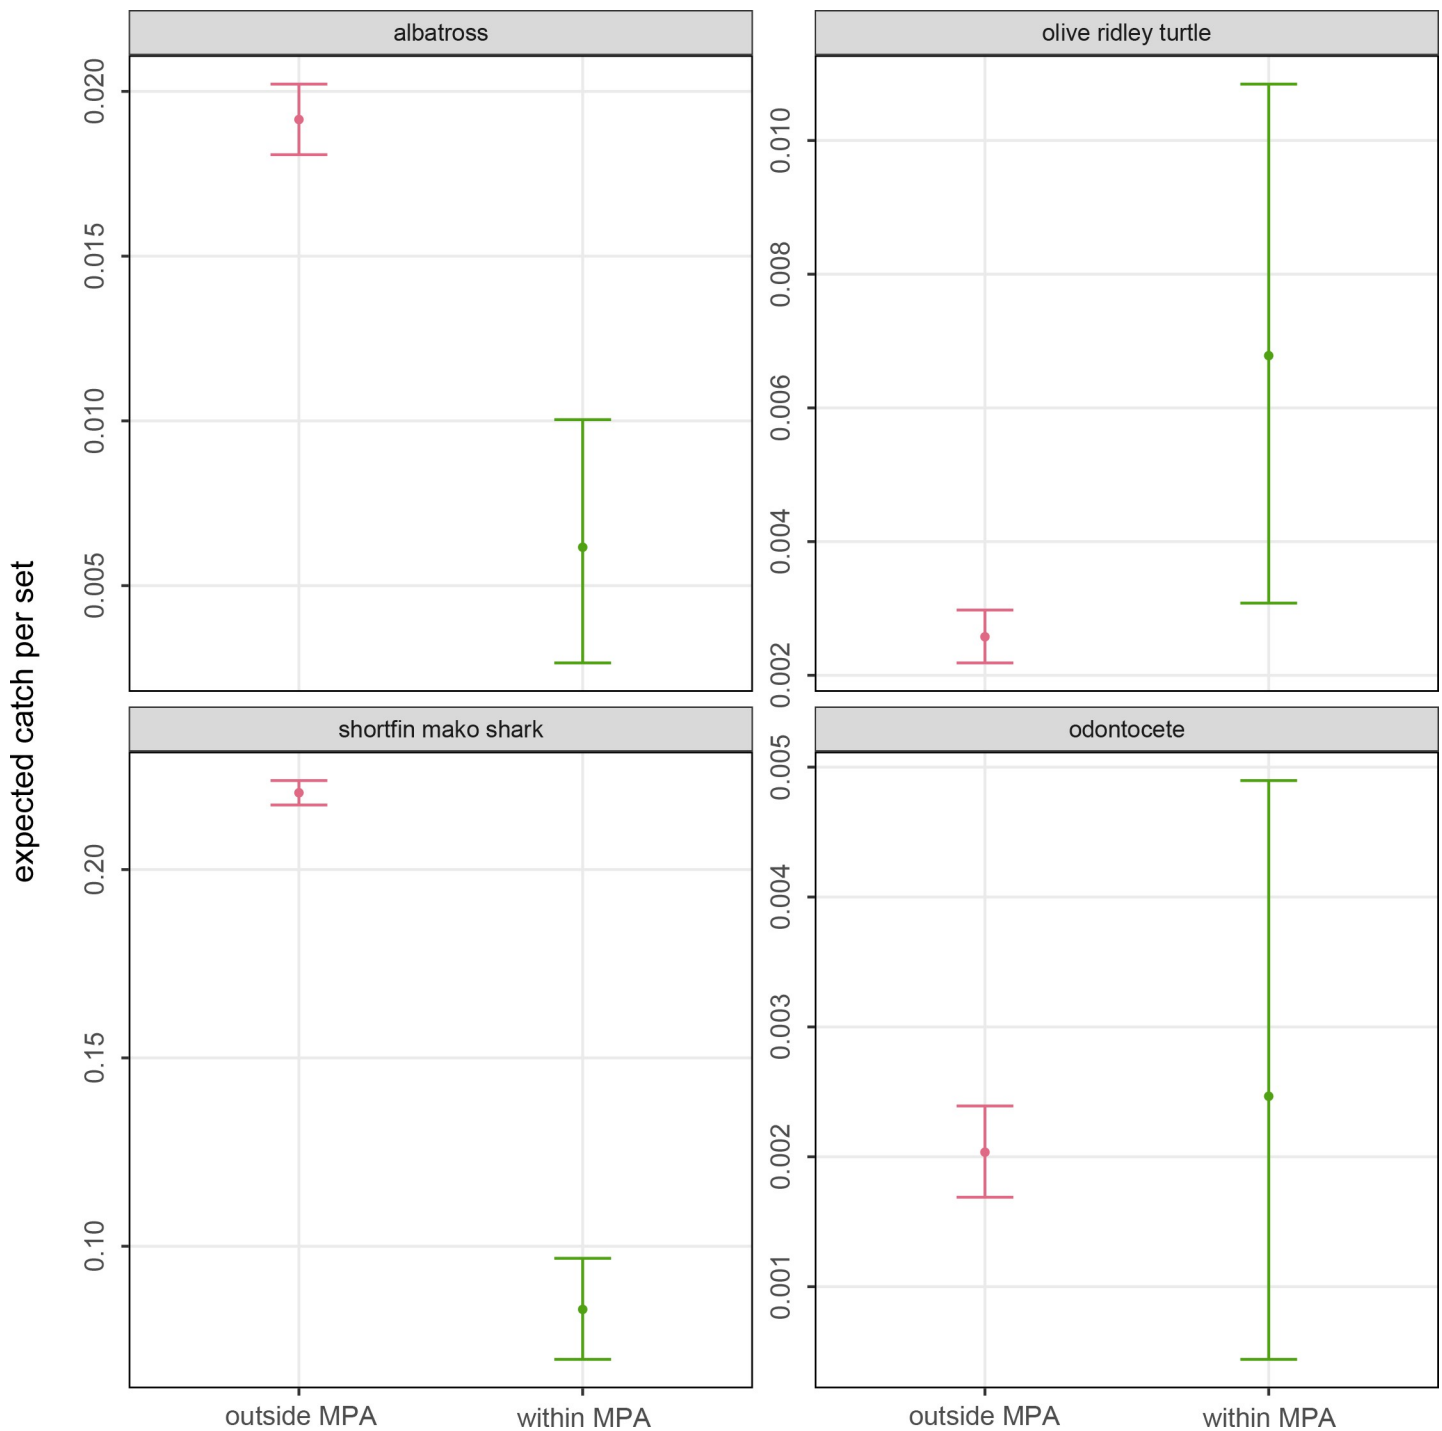 albatross
olive ridley turtle
0.020
0.015
0.010
0.005
0.010
0.008
0.006
0.004
0.002
expected catch per set
shortfin mako shark
odontocete
0.20
0.15
0.10
0.005
0.004
0.003
0.002
0.001
outside MPA
within MPA
outside MPA
within MPA